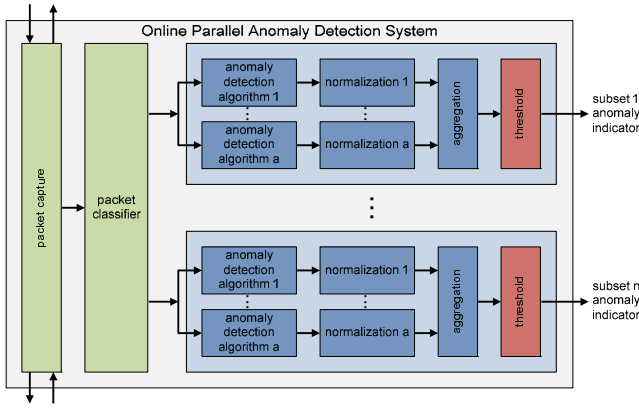 Online Parallel Anomaly Detection System
packet capture
packet
classifier
anomaly
detection
algorithm 1
normalization 1
anomaly
detection
algorithm a
normalization a
aggregation
threshold
subset 1
anomaly
indicator
anomaly
detection
algorithm 1
normalization 1
anomaly
detection
algorithm a
normalization a
aggregation
threshold
subset n
anomaly
indicator